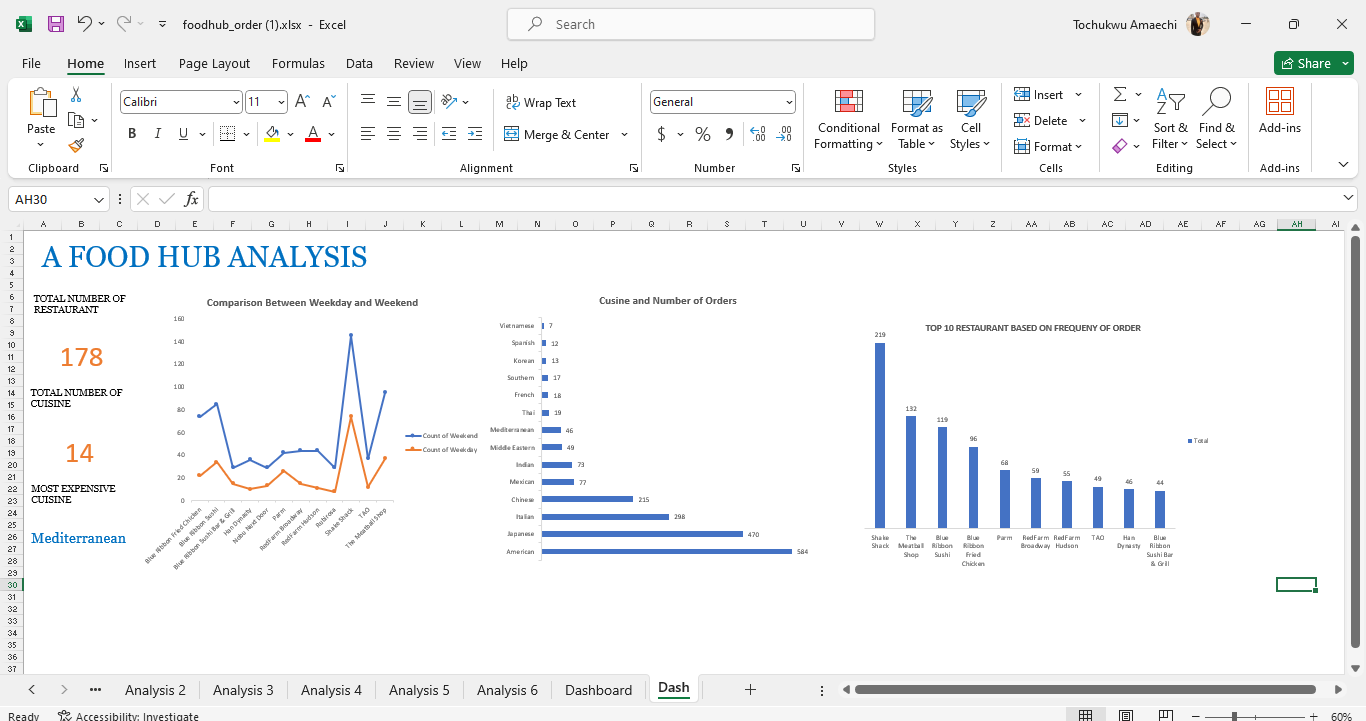 foodhub_order (1).xlsx - Excel
Search
Tochukwu Amaechi
File Home Insert Page Layout Formulas Data Review View Help
Share
Paste
Clipboard
Calibri 11
B I U
Font
Wrap Text
Merge & Center
Alignment
General
$ % 9
Number
Conditional Formatting
Format as Table
Cell Styles
Styles
Insert
Delete
Format
Cells
Sort & Filter
Find & Select
Editing
Add-ins
Add-ins
AH30
fx
A B C D E F G H I J K L M N O P Q R S T U V W X Y Z AA AB AC AD AE AF AG AH AI
1
2
3
4
5
6
7
8
9
10
11
12
13
14
15
16
17
18
19
20
21
22
23
24
25
26
27
28
29
30
31
32
33
34
35
36
37
A FOOD HUB ANALYSIS
TOTAL NUMBER OF
RESTAURANT
178
TOTAL NUMBER OF
CUISINE
14
MOST EXPENSIVE
CUISINE
Mediterranean
Comparison Between Weekday and Weekend
160
140
120
100
80
60
40
20
0
Blue Ribbon Fried Chicken
Blue Ribbon Sushi
Blue Ribbon Sushi Bar & Grill
Han Dynasty
Nobu Next Door
Parm
RedFarm Broadway
RedFarm Hudson
Rubirosa
Shake Shack
TAO
The Meatball Shop
Count of Weekend
Count of Weekday
Cusine and Number of Orders
Vietnamese 7
Spanish 12
Korean 13
Southern 17
French 18
Thai 19
Mediterranean 46
Middle Eastern 49
Indian 73
Mexican 77
Chinese 215
Italian 298
Japanese 470
American 584
TOP 10 RESTAURANT BASED ON FREQUENY OF ORDER
219
132
119
96
68
59
55
49
46
44
Shake Shack
The Meatball Shop
Blue Ribbon Sushi
Blue Ribbon Fried Chicken
Parm
RedFarm Broadway
RedFarm Hudson
TAO
Han Dynasty
Blue Ribbon Sushi Bar & Grill
Total
Analysis 2 Analysis 3 Analysis 4 Analysis 5 Analysis 6 Dashboard Dash
Ready Accessibility: Investigate 60%